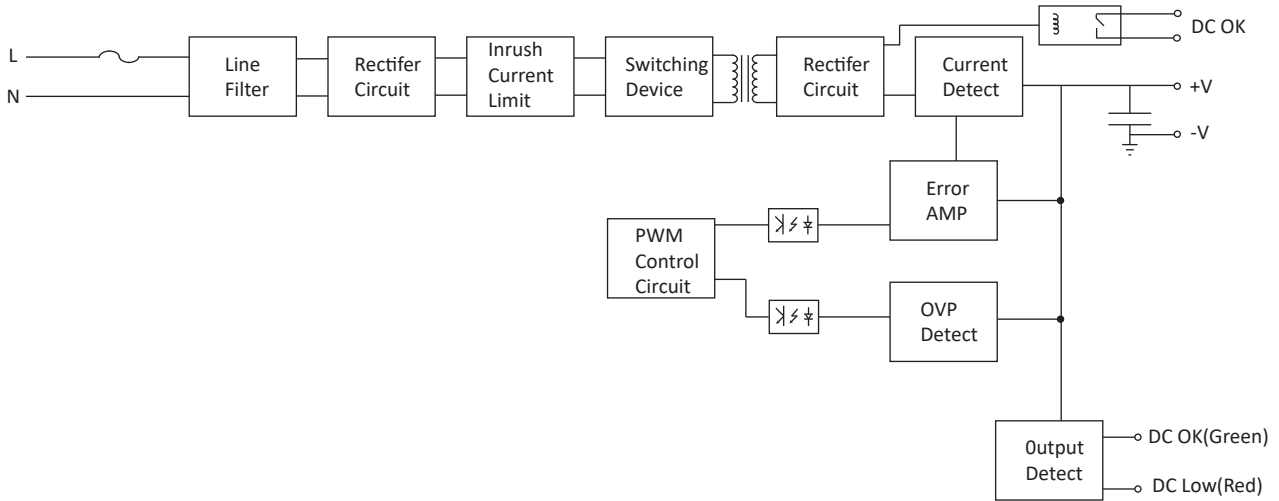 L
N
Line
Filter
Rectifer
Circuit
Inrush
Current
Limit
Switching
Device
Rectifer
Circuit
Current
Detect
DC OK
+V
-V
Error
AMP
PWM
Control
Circuit
OVP
Detect
0utput
Detect
DC OK(Green)
DC Low(Red)